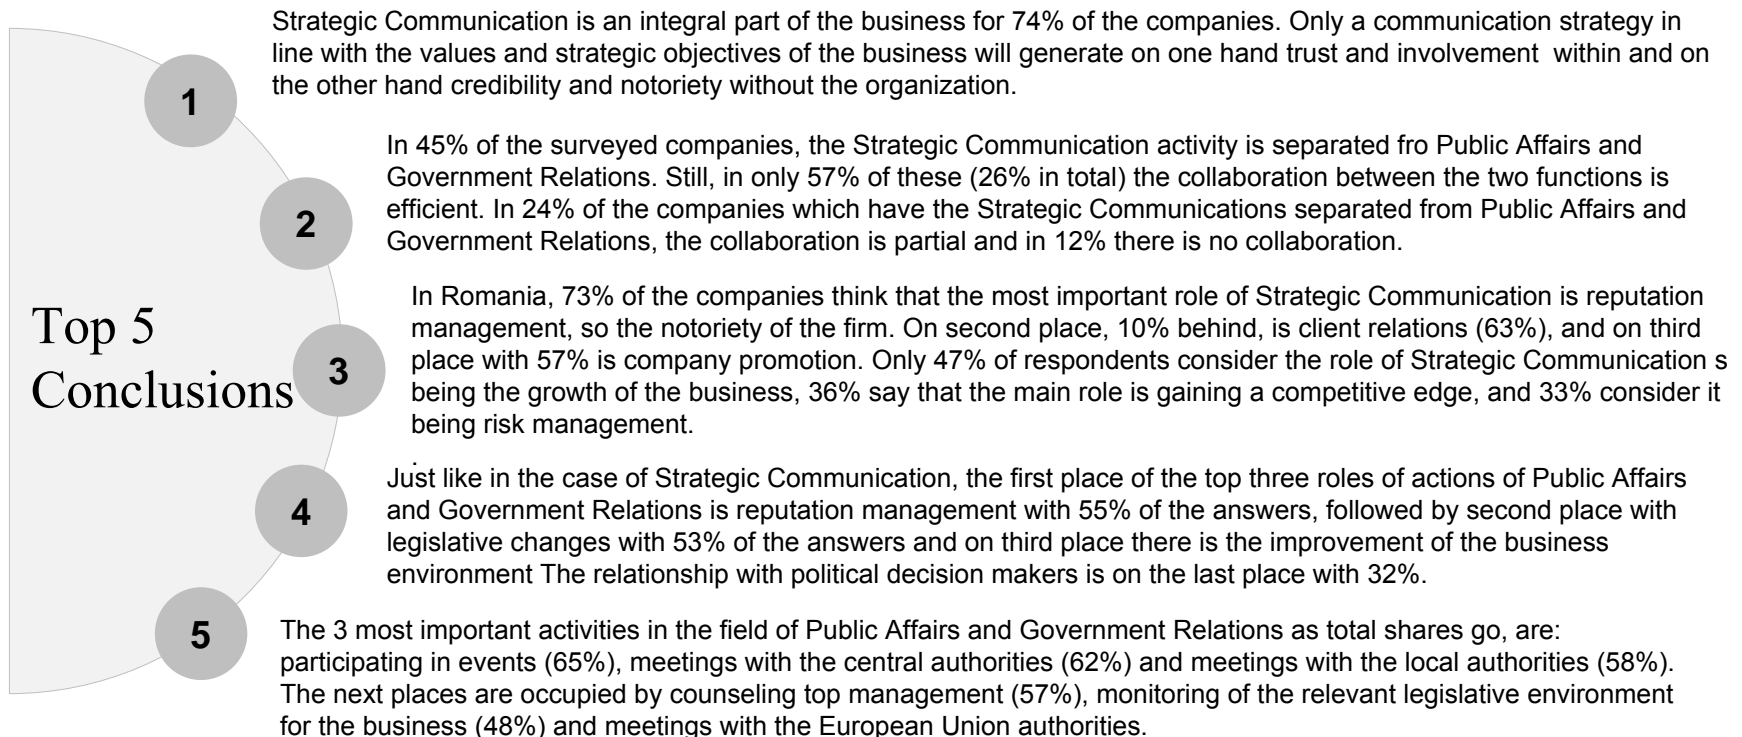 Top 5
Conclusions
1
Strategic Communication is an integral part of the business for 74% of the companies. Only a communication strategy in
line with the values and strategic objectives of the business will generate on one hand trust and involvement  within and on
the other hand credibility and notoriety without the organization.
2
In 45% of the surveyed companies, the Strategic Communication activity is separated fro Public Affairs and
Government Relations. Still, in only 57% of these (26% in total) the collaboration between the two functions is
efficient. In 24% of the companies which have the Strategic Communications separated from Public Affairs and
Government Relations, the collaboration is partial and in 12% there is no collaboration.
3
In Romania, 73% of the companies think that the most important role of Strategic Communication is reputation
management, so the notoriety of the firm. On second place, 10% behind, is client relations (63%), and on third
place with 57% is company promotion. Only 47% of respondents consider the role of Strategic Communication s
being the growth of the business, 36% say that the main role is gaining a competitive edge, and 33% consider it
being risk management.
.
4
Just like in the case of Strategic Communication, the first place of the top three roles of actions of Public Affairs
and Government Relations is reputation management with 55% of the answers, followed by second place with
legislative changes with 53% of the answers and on third place there is the improvement of the business
environment The relationship with political decision makers is on the last place with 32%.
5
The 3 most important activities in the field of Public Affairs and Government Relations as total shares go, are:
participating in events (65%), meetings with the central authorities (62%) and meetings with the local authorities (58%).
The next places are occupied by counseling top management (57%), monitoring of the relevant legislative environment
for the business (48%) and meetings with the European Union authorities.